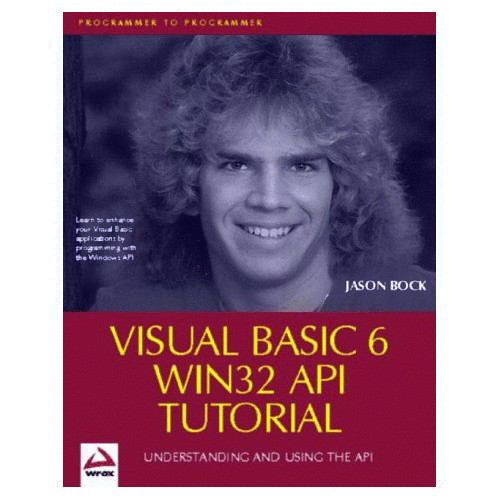 PROGRAMMER TO PROGRAMMER
Learn to enhance
your Visual Basic
applications by
programming with
the Windows API
JASON BOCK
VISUAL BASIC 6
WIN32 API
TUTORIAL
UNDERSTANDING AND USING THE API
wrox